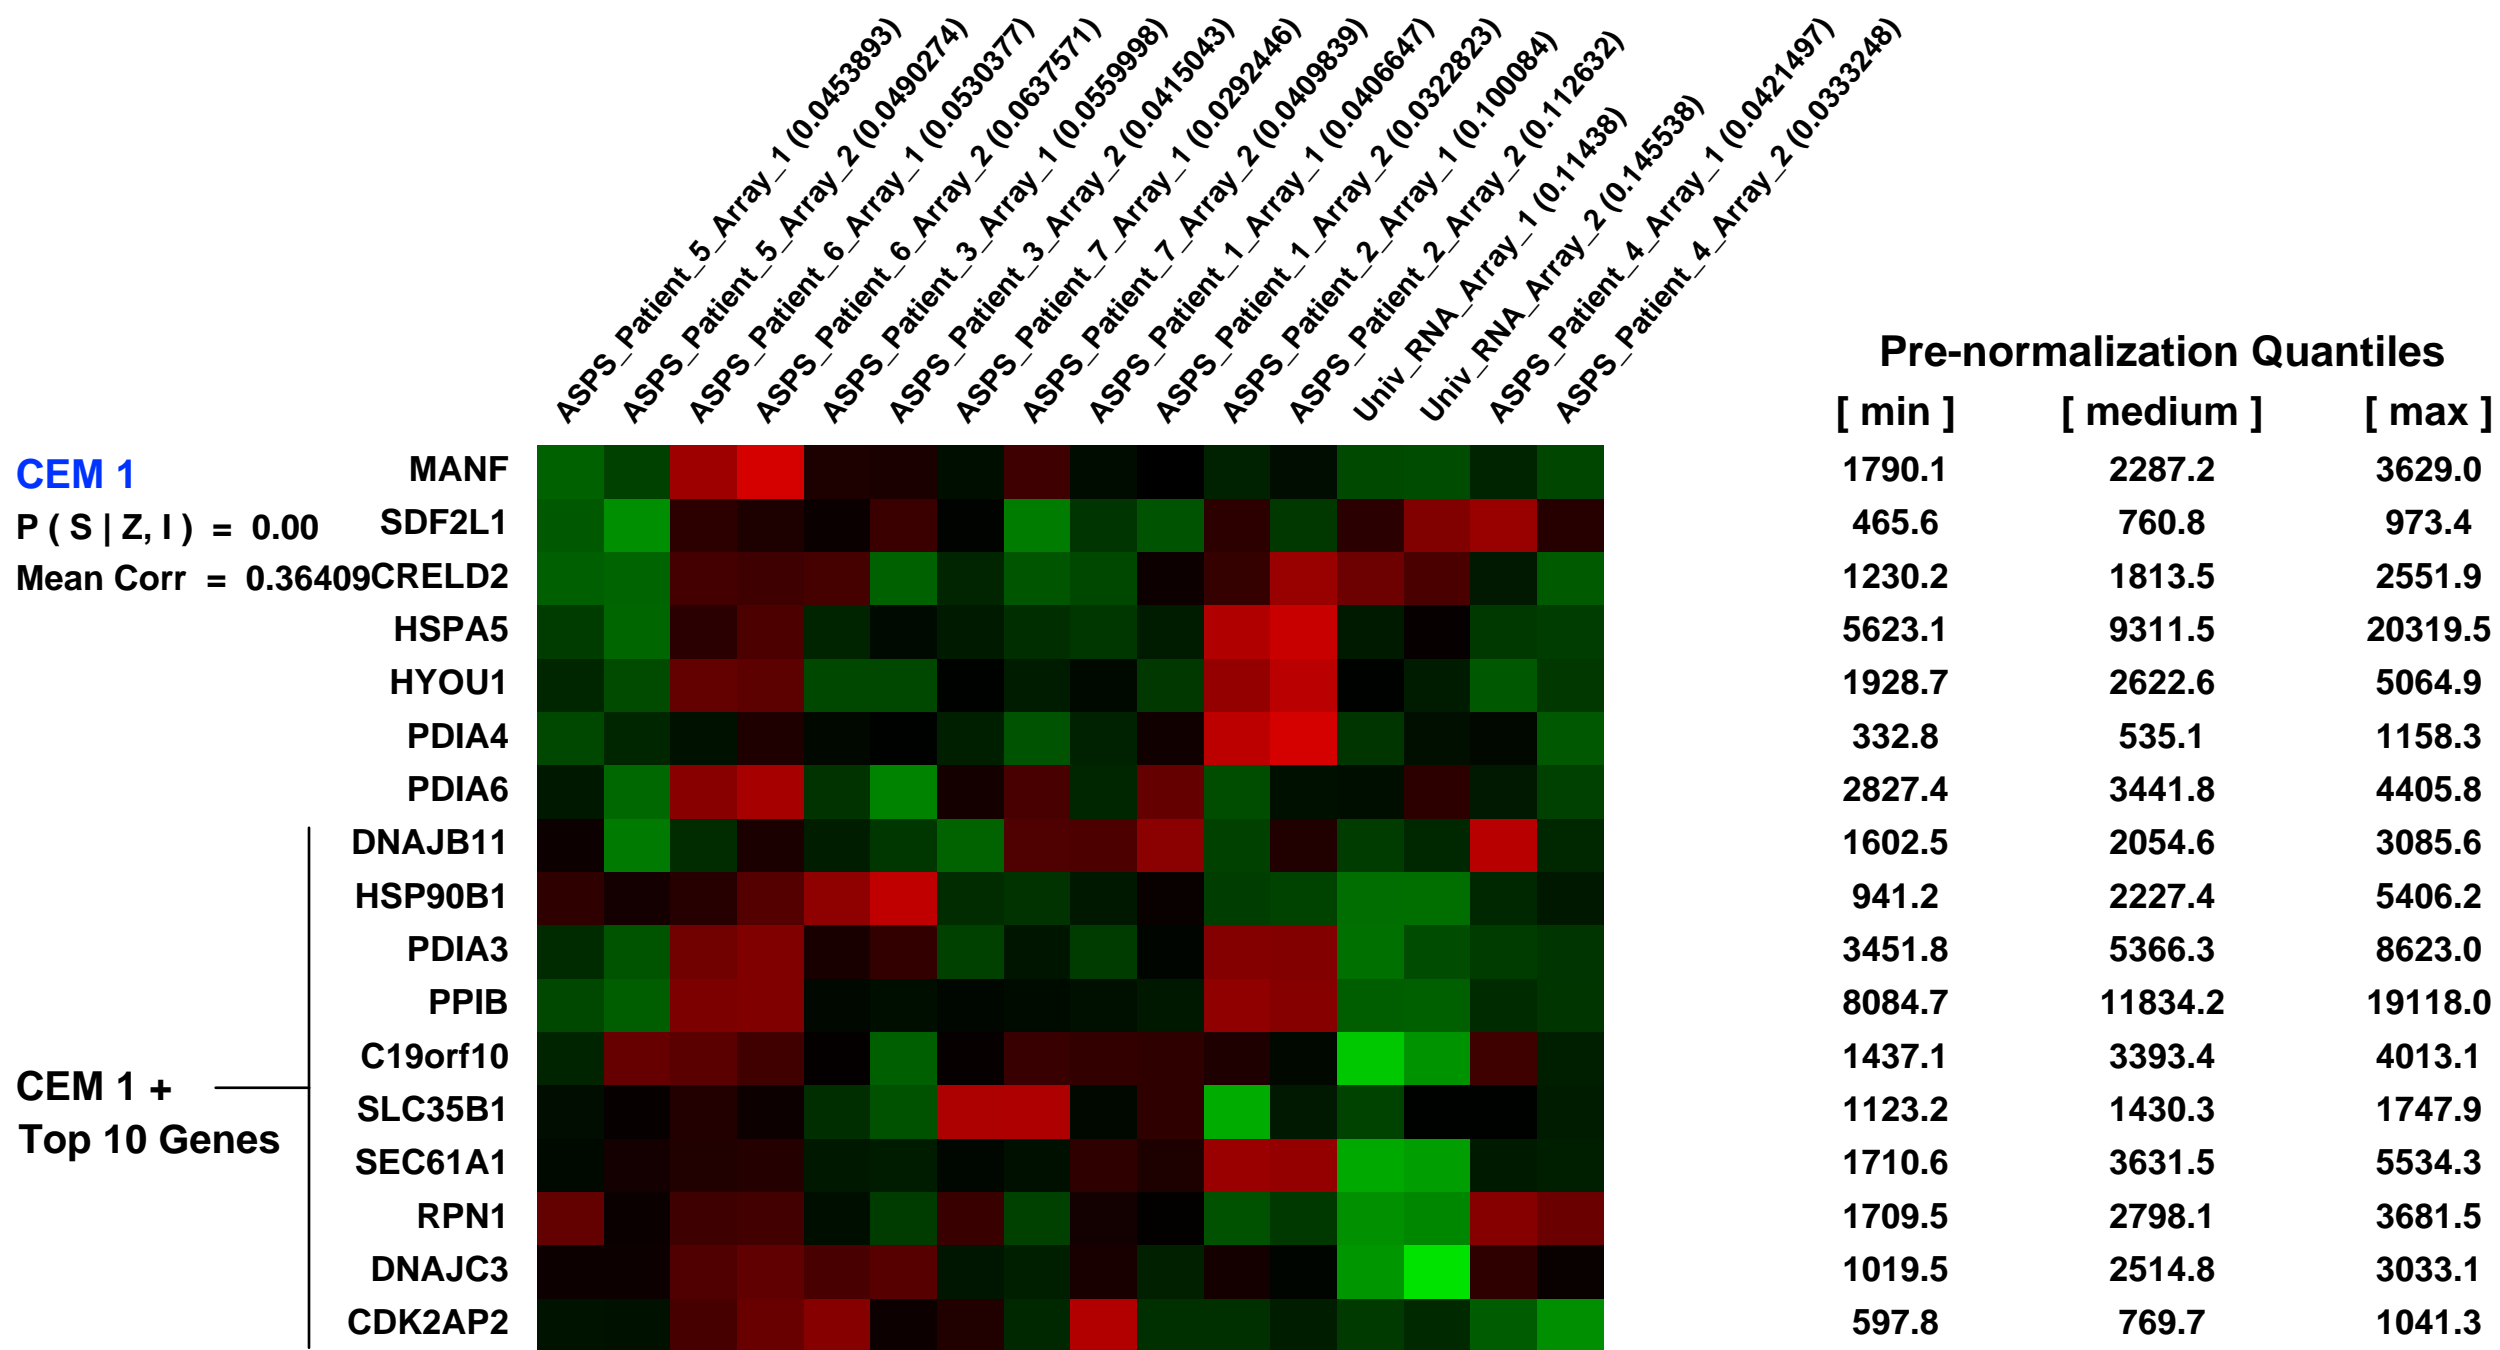 ASPS_Patient_5_Array_1 (0.0453893)
ASPS_Patient_5_Array_2 (0.0490274)
ASPS_Patient_6_Array_1 (0.0530377)
ASPS_Patient_6_Array_2 (0.0637571)
ASPS_Patient_3_Array_1 (0.0559998)
ASPS_Patient_3_Array_2 (0.0415043)
ASPS_Patient_7_Array_1 (0.0292446)
ASPS_Patient_7_Array_2 (0.0409839)
ASPS_Patient_1_Array_1 (0.0406647)
ASPS_Patient_1_Array_2 (0.0322823)
ASPS_Patient_2_Array_1 (0.100084)
ASPS_Patient_2_Array_2 (0.112632)
Univ_RNA_Array_1 (0.11438)
Univ_RNA_Array_2 (0.145538)
ASPS_Patient_4_Array_1 (0.0421497)
ASPS_Patient_4_Array_2 (0.0333248)
Pre-normalization Quantiles
[ min ] [ medium ] [ max ]
CEM 1 MANF 1790.1 2287.2 3629.0
P ( S | Z, I ) = 0.00 SDF2L1 465.6 760.8 973.4
Mean Corr = 0.36409 CRELD2 1230.2 1813.5 2551.9
HSPA5 5623.1 9311.5 20319.5
HYOU1 1928.7 2622.6 5064.9
PDIA4 332.8 535.1 1158.3
PDIA6 2827.4 3441.8 4405.8
DNAJB11 1602.5 2054.6 3085.6
HSP90B1 941.2 2227.4 5406.2
PDIA3 3451.8 5366.3 8623.0
PPIB 8084.7 11834.2 19118.0
C19orf10 1437.1 3393.4 4013.1
CEM 1 +
Top 10 Genes
SLC35B1 1123.2 1430.3 1747.9
SEC61A1 1710.6 3631.5 5534.3
RPN1 1709.5 2798.1 3681.5
DNAJC3 1019.5 2514.8 3033.1
CDK2AP2 597.8 769.7 1041.3